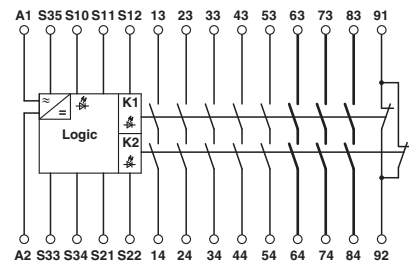 A1 S35 S10 S11 S12 13 23 33 43 53 63 73 83 91
≈
=
K1
Logic
K2
A2 S33 S34 S21 S22 14 24 34 44 54 64 74 84 92